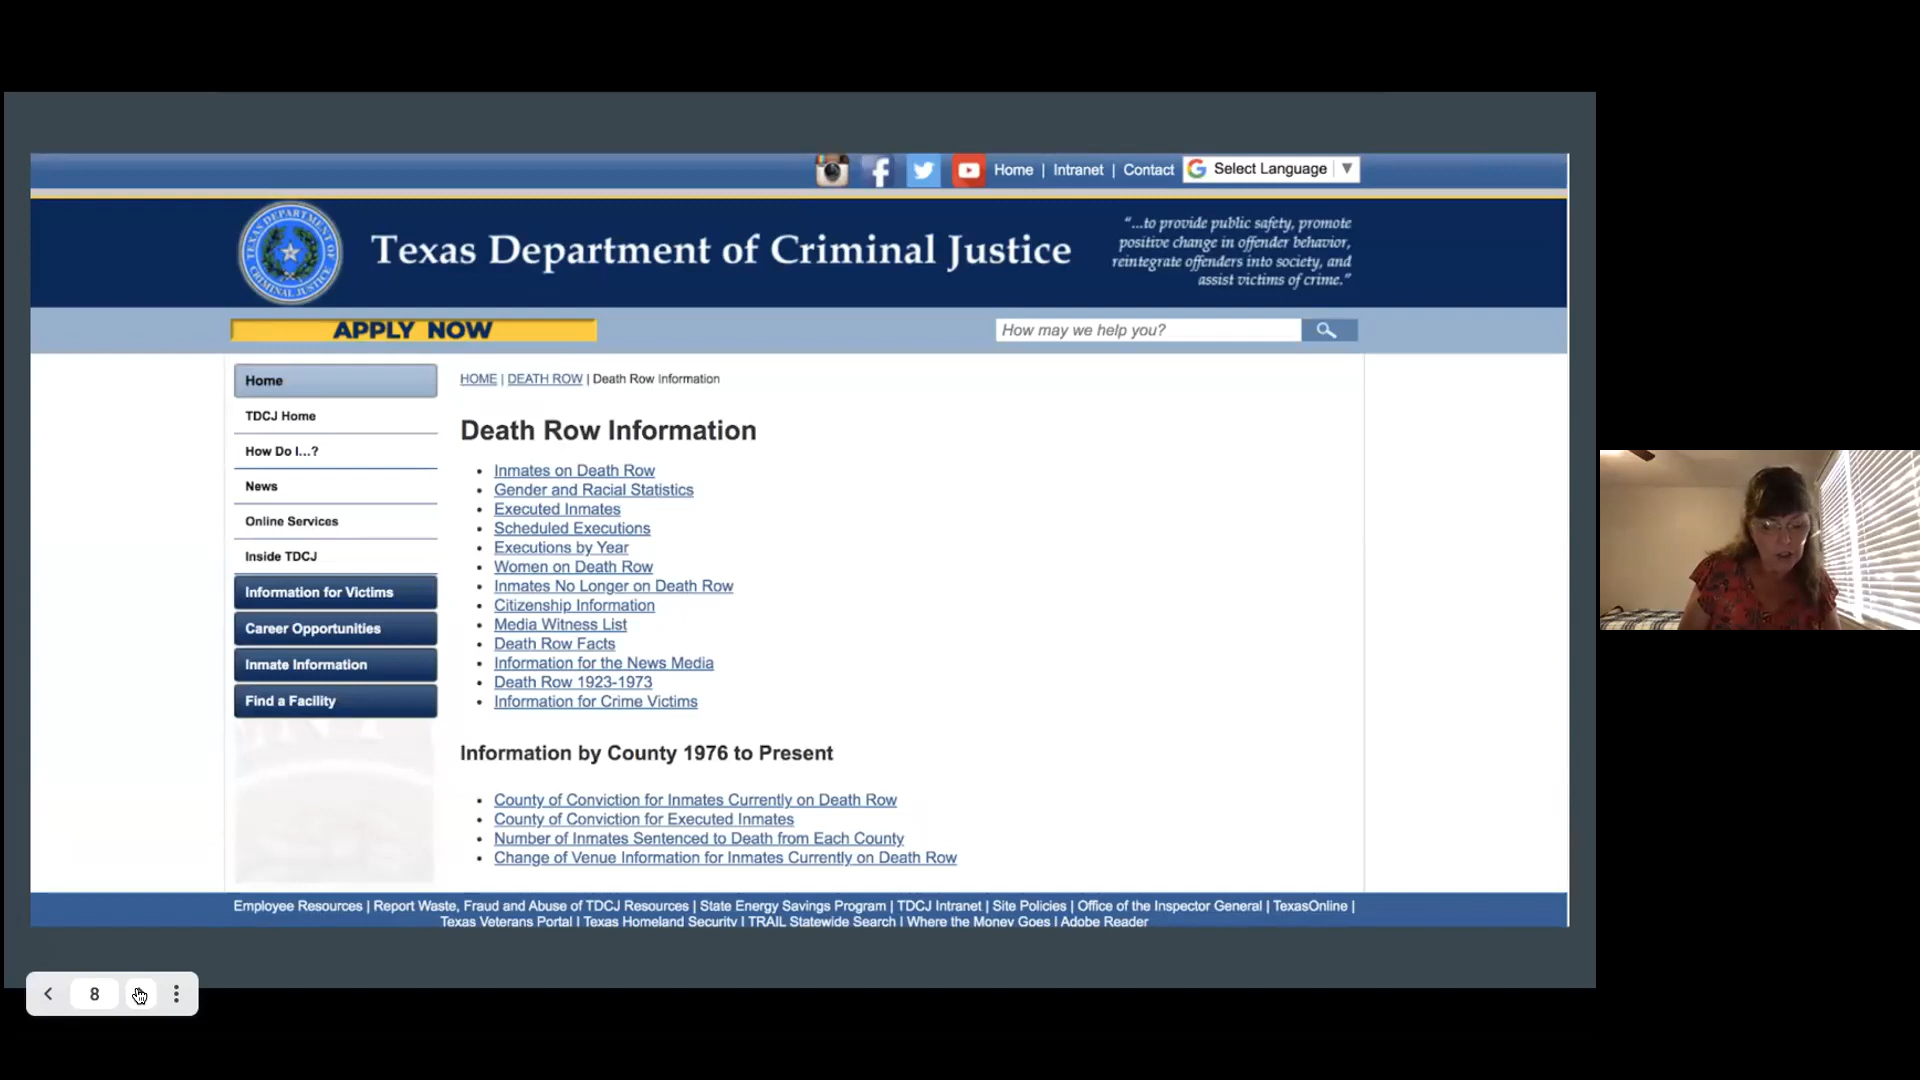 Home | Intranet | Contact Select Language ▼
TEXAS DEPARTMENT OF CRIMINAL JUSTICE
Texas Department of Criminal Justice
“...to provide public safety, promote
positive change in offender behavior,
reintegrate offenders into society, and
assist victims of crime.”
APPLY NOW
How may we help you?
Home
TDCJ Home
How Do I...?
News
Online Services
Inside TDCJ
Information for Victims
Career Opportunities
Inmate Information
Find a Facility
HOME | DEATH ROW | Death Row Information
Death Row Information
• Inmates on Death Row
• Gender and Racial Statistics
• Executed Inmates
• Scheduled Executions
• Executions by Year
• Women on Death Row
• Inmates No Longer on Death Row
• Citizenship Information
• Media Witness List
• Death Row Facts
• Information for the News Media
• Death Row 1923-1973
• Information for Crime Victims
Information by County 1976 to Present
• County of Conviction for Inmates Currently on Death Row
• County of Conviction for Executed Inmates
• Number of Inmates Sentenced to Death from Each County
• Change of Venue Information for Inmates Currently on Death Row
Employee Resources | Report Waste, Fraud and Abuse of TDCJ Resources | State Energy Savings Program | TDCJ Intranet | Site Policies | Office of the Inspector General | TexasOnline |
Texas Veterans Portal | Texas Homeland Security | TRAIL Statewide Search | Where the Money Goes | Adobe Reader
8